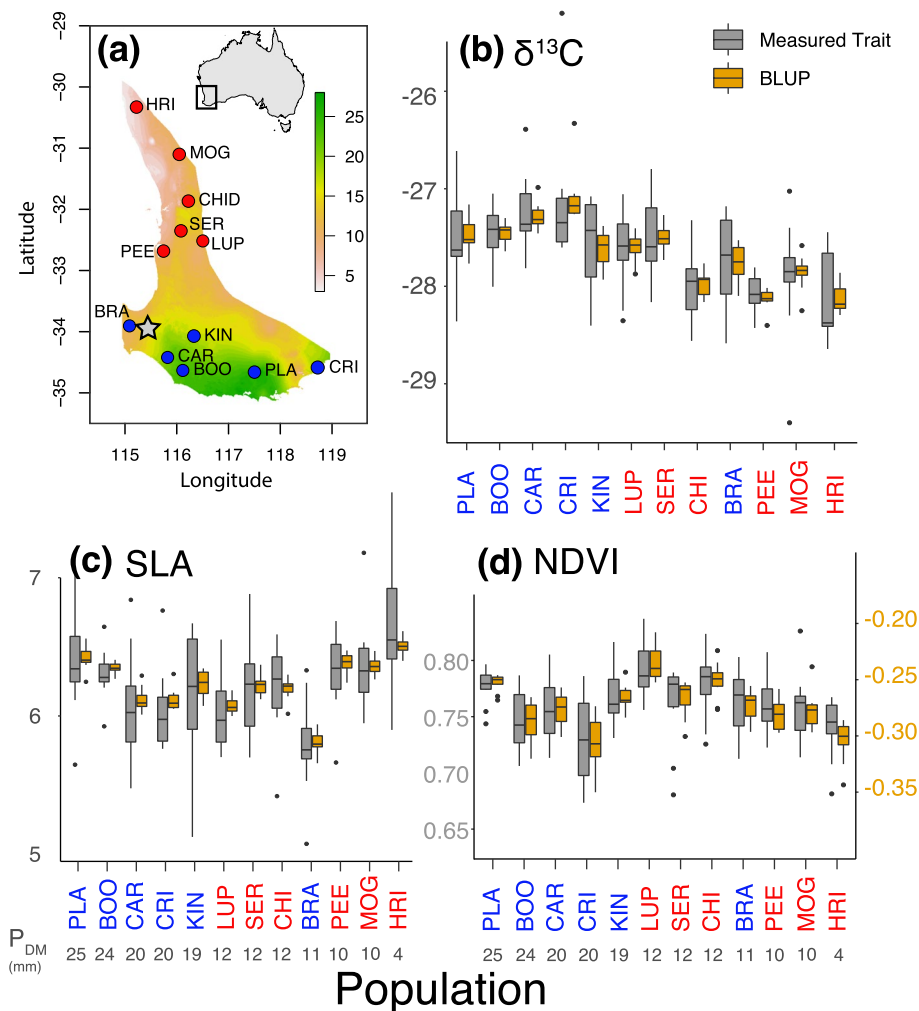 (a)
-29
-30
-31
-32
-33
-34
-35
Latitude
HRI
MOG
CHID
SER
LUP
PEE
BRA
KIN
CAR
BOO
PLA
CRI
25
20
15
10
5
115 116 117 118 119
Longitude
(b) δ¹³C
Measured Trait
BLUP
-26
-27
-28
-29
PLA BOO CAR CRI KIN LUP SER CHI BRA PEE MOG HRI
(c) SLA
7
6
5
PLA BOO CAR CRI KIN LUP SER CHI BRA PEE MOG HRI
P_DM (mm)
25 24 20 20 19 12 12 12 11 10 10 4
(d) NDVI
0.80
0.75
0.70
0.65
-0.20
-0.25
-0.30
-0.35
PLA BOO CAR CRI KIN LUP SER CHI BRA PEE MOG HRI
25 24 20 20 19 12 12 12 11 10 10 4
Population